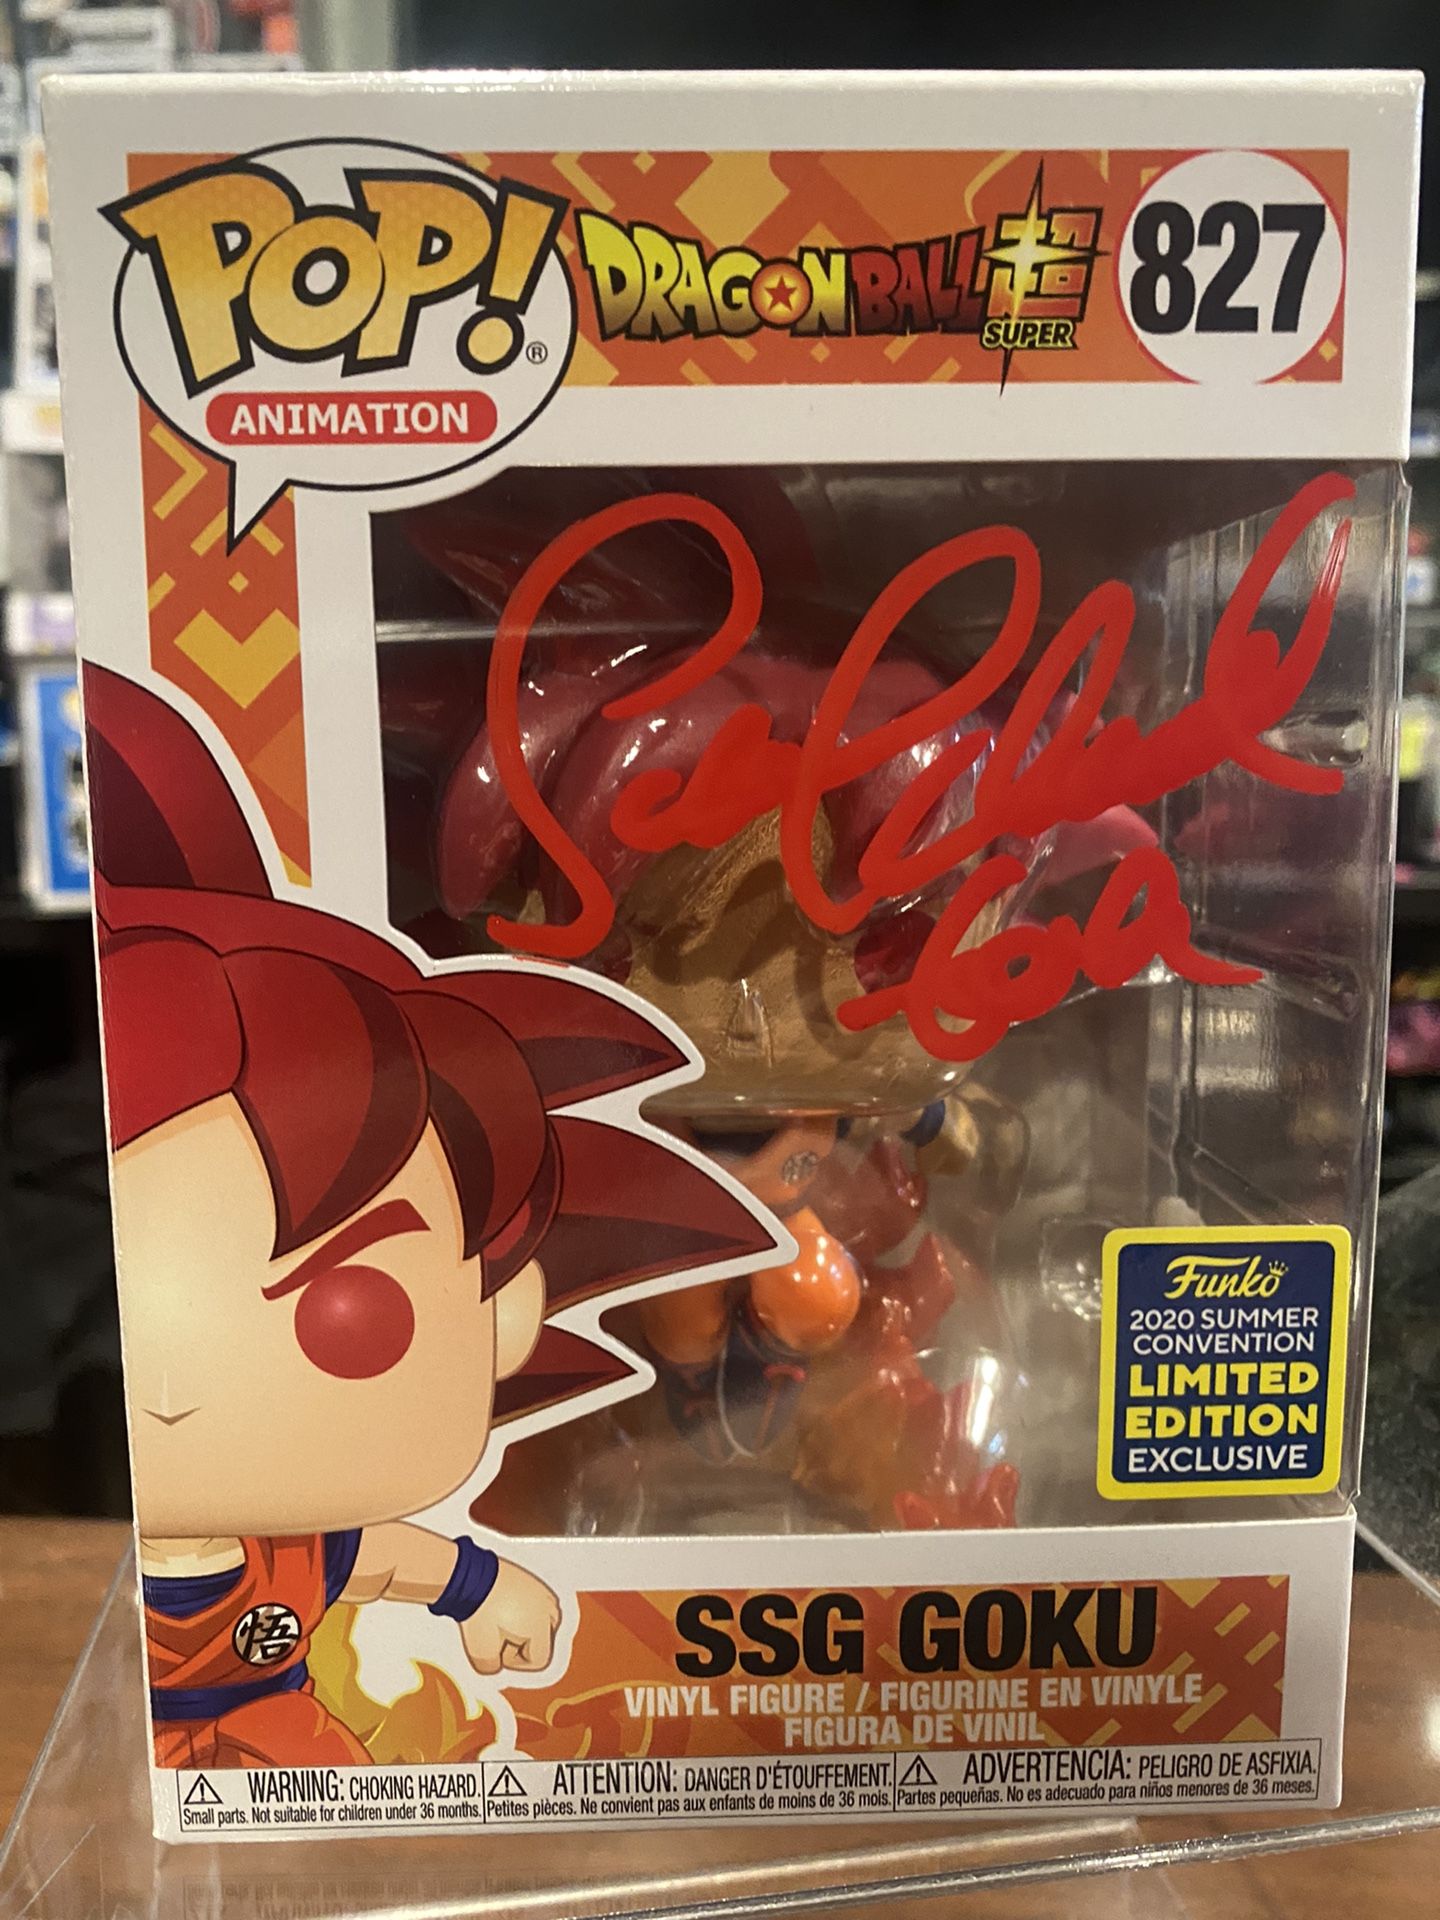 POP!®
ANIMATION
DRAGON BALL 超
SUPER
827
Goku
Funko
2020 SUMMER
CONVENTION
LIMITED
EDITION
EXCLUSIVE
悟
SSG GOKU
VINYL FIGURE / FIGURINE EN VINYLE
FIGURA DE VINIL
WARNING: CHOKING HAZARD.
Small parts. Not suitable for children under 36 months.
ATTENTION: DANGER D'ÉTOUFFEMENT.
Petites pièces. Ne convient pas aux enfants de moins de 36 mois.
ADVERTENCIA: PELIGRO DE ASFIXIA.
Partes pequeñas. No es adecuado para niños menores de 36 meses.